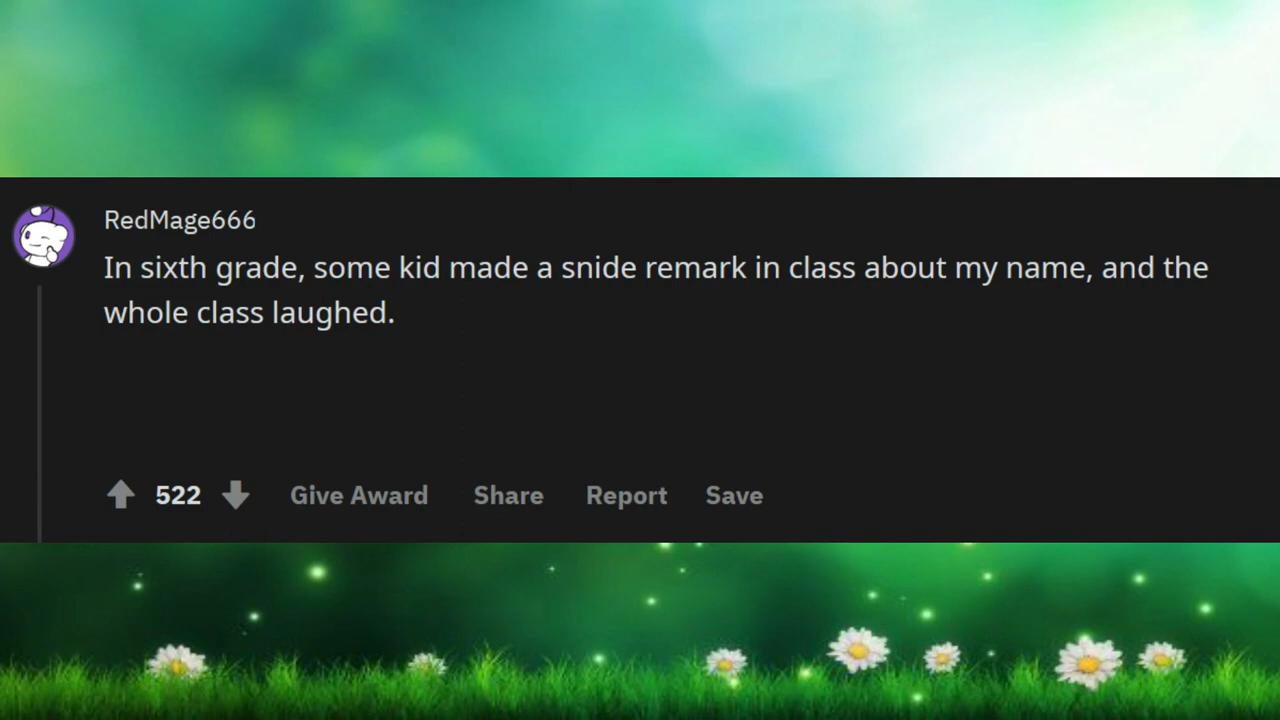 RedMage666
In sixth grade, some kid made a snide remark in class about my name, and the
whole class laughed.
522 Give Award Share Report Save